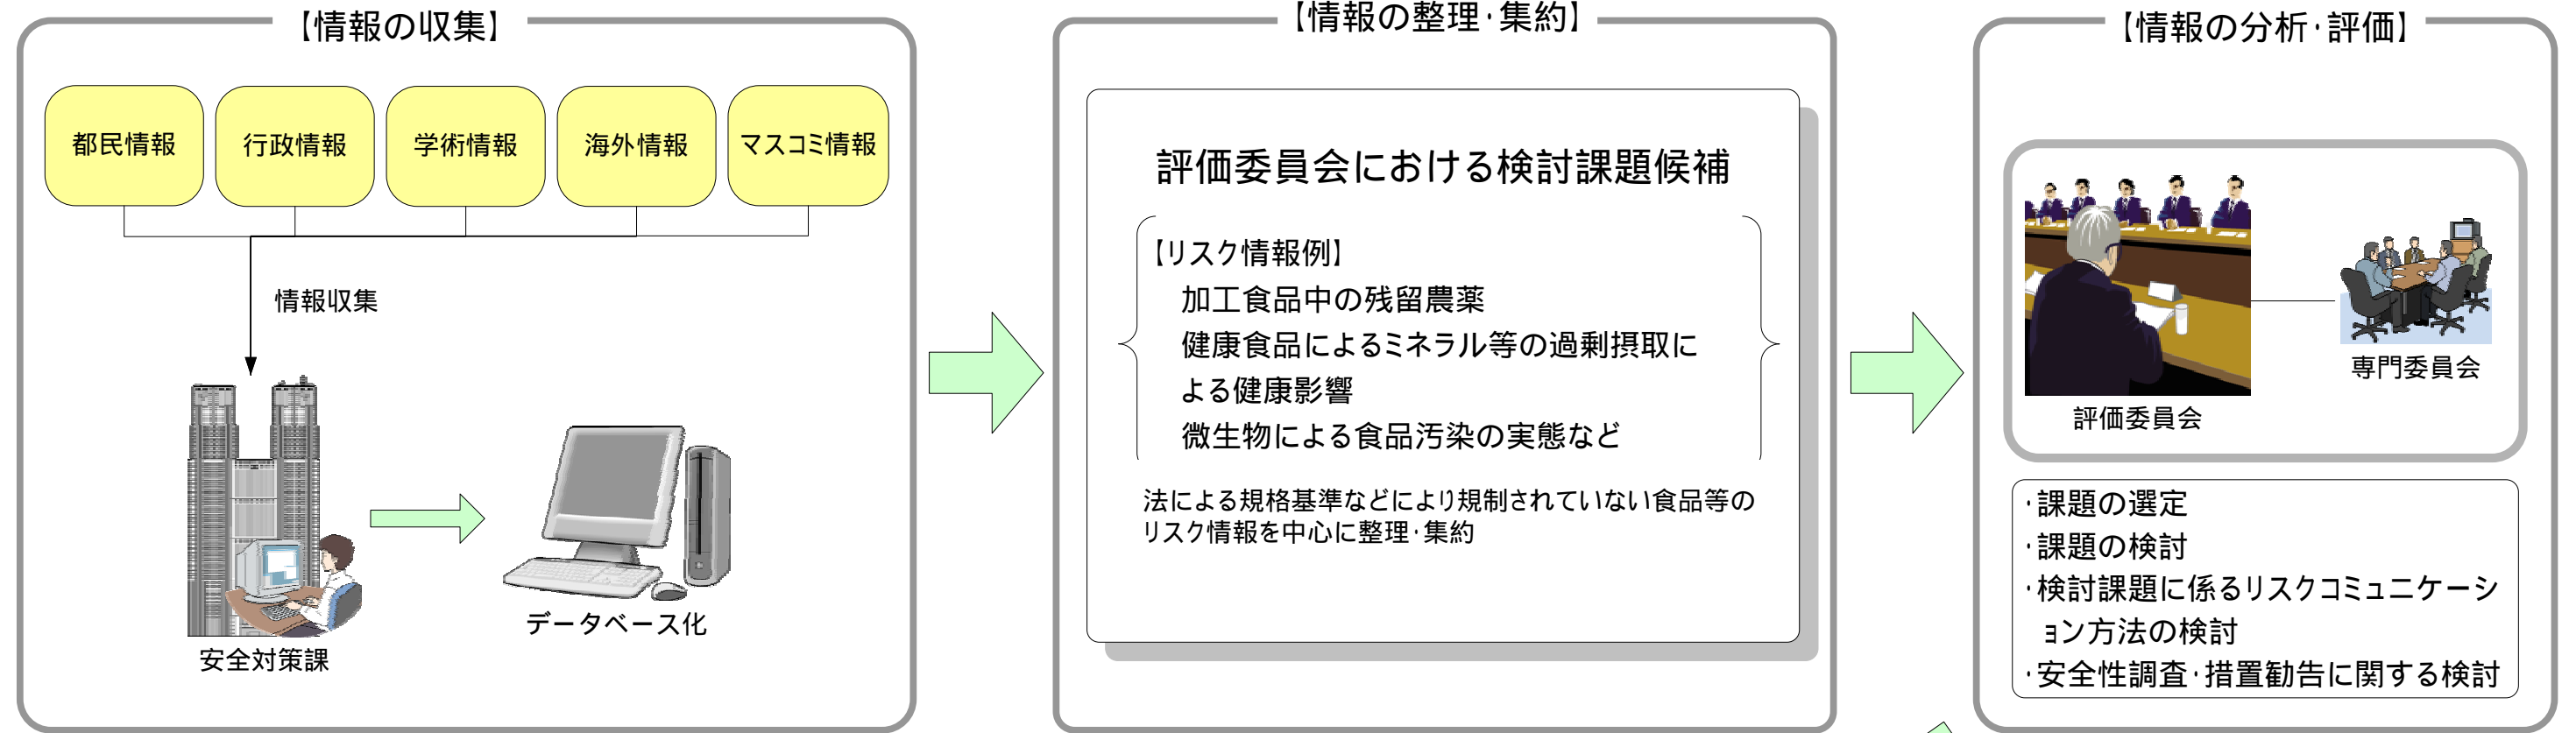 【情報の収集】
都民情報
行政情報
学術情報
海外情報
マスコミ情報
情報収集
安全対策課
データベース化
【情報の整理・集約】
評価委員会における検討課題候補
【リスク情報例】
加工食品中の残留農薬
健康食品によるミネラル等の過剰摂取に
よる健康影響
微生物による食品汚染の実態など
法による規格基準などにより規制されていない食品等の
リスク情報を中心に整理・集約
【情報の分析・評価】
評価委員会
専門委員会
・課題の選定
・課題の検討
・検討課題に係るリスクコミュニケーシ
ョン方法の検討
・安全性調査・措置勧告に関する検討